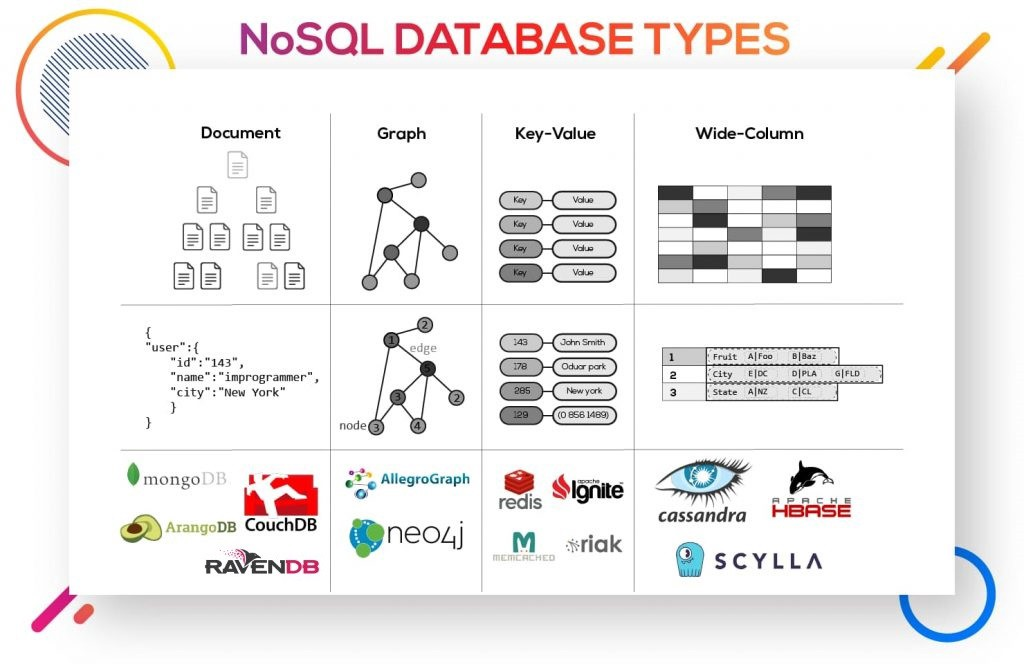 NoSQL DATABASE TYPES
Document
Graph
Key-Value
Wide-Column
Key Value
Key Value
Key Value
Key Value
{
"user":{
"id":"143",
"name":"improgrammer",
"city":"New York"
}
}
2
1
edge
5
3
2
node 3
4
143 John Smith
178 Oduar park
285 New york
129 (0 856 1489)
1 Fruit A|Foo B|Baz
2 City E|DC D|PLA G|FLD
3 State A|NZ C|CL
mongoDB
CouchDB
ArangoDB
RAVENDB
AllegroGraph
neo4j
redis
apache
Ignite
MEMCACHED
riak
cassandra
APACHE
HBASE
SCYLLA